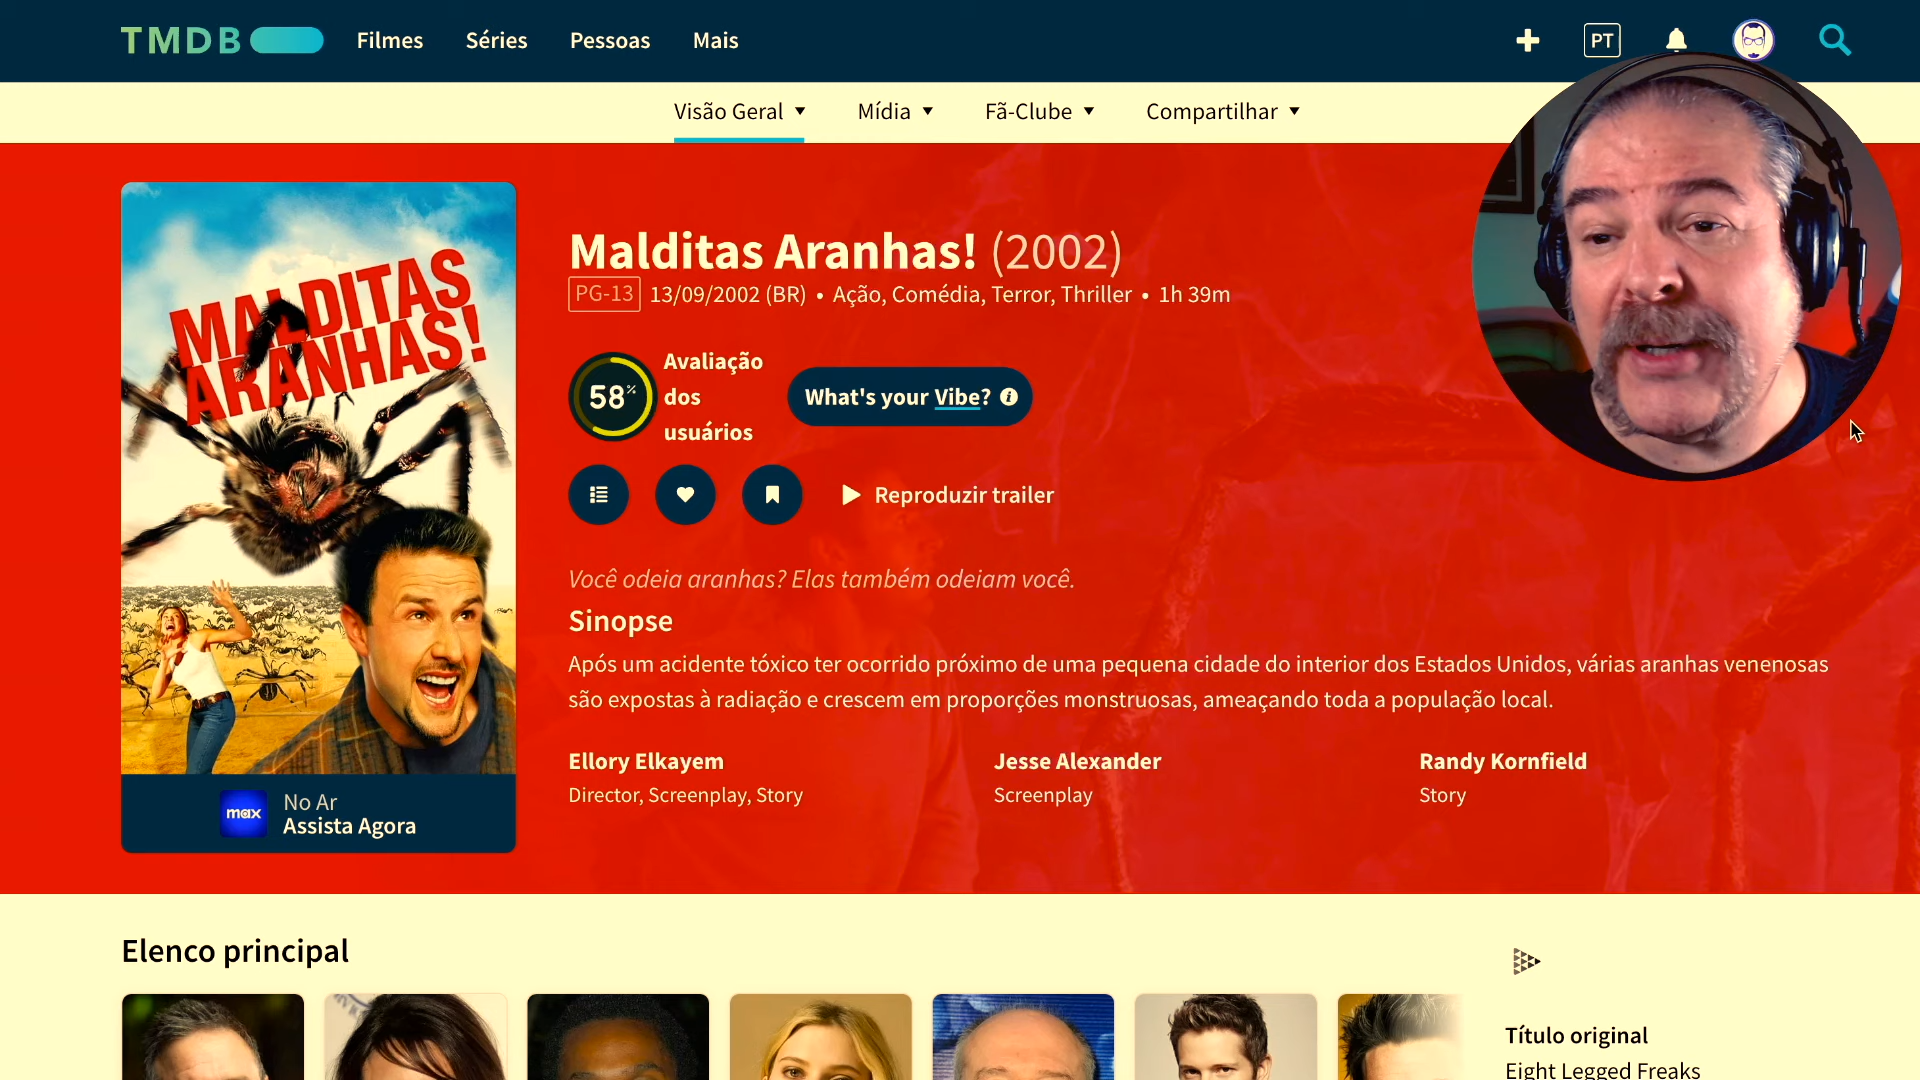 TMDB
Filmes
Séries
Pessoas
Mais
PT
Visão Geral
Mídia
Fã-Clube
Compartilhar
MALDITAS
ARANHAS!
Malditas Aranhas! (2002)
PG-13 13/09/2002 (BR) • Ação, Comédia, Terror, Thriller • 1h 39m
58%
Avaliação
dos
usuários
What's your Vibe?
Reproduzir trailer
Você odeia aranhas? Elas também odeiam você.
Sinopse
Após um acidente tóxico ter ocorrido próximo de uma pequena cidade do interior dos Estados Unidos, várias aranhas venenosas
são expostas à radiação e crescem em proporções monstruosas, ameaçando toda a população local.
Ellory Elkayem
Director, Screenplay, Story
Jesse Alexander
Screenplay
Randy Kornfield
Story
max
No Ar
Assista Agora
Elenco principal
Título original
Eight Legged Freaks